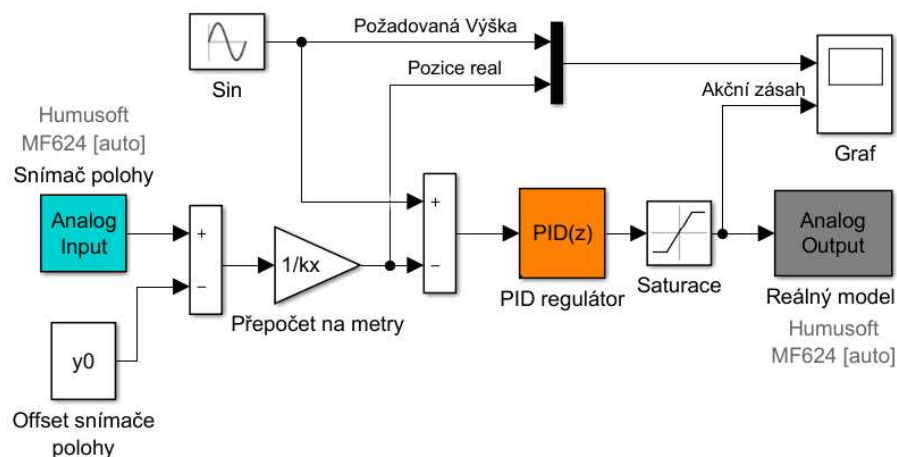 Požadovaná Výška
Sin
Pozice real
Akční zásah
Graf
Humusoft
MF624 [auto]
Snímač polohy
Analog
Input
+
−
1/kx
Přepočet na metry
+
−
PID(z)
PID regulátor
Saturace
Analog
Output
Reálný model
Humusoft
MF624 [auto]
y0
Offset snímače
polohy